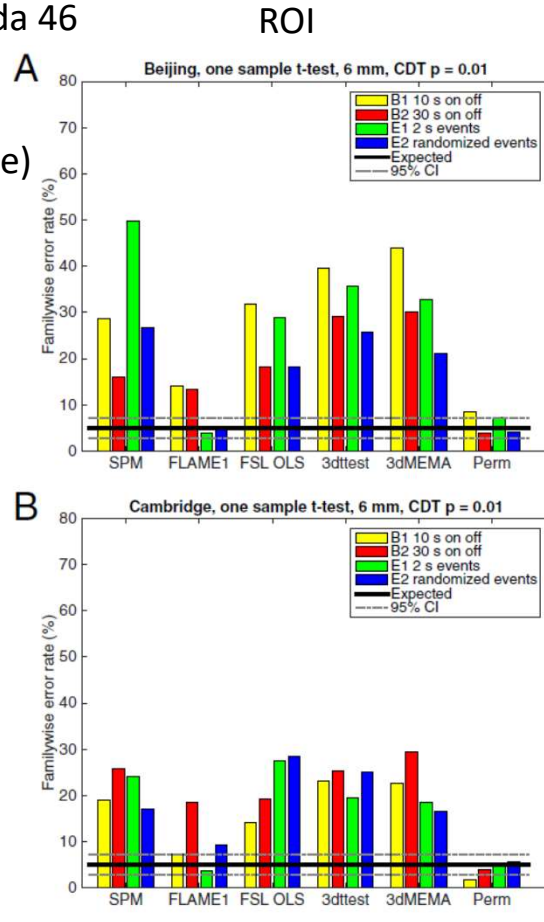 da 46
ROI
e)
A
Beijing, one sample t-test, 6 mm, CDT p = 0.01
Familywise error rate (%)
80
70
60
50
40
30
20
10
0
B1 10 s on off
B2 30 s on off
E1 2 s events
E2 randomized events
Expected
95% CI
SPM FLAME1 FSL OLS 3dttest 3dMEMA Perm
B
Cambridge, one sample t-test, 6 mm, CDT p = 0.01
Familywise error rate (%)
80
70
60
50
40
30
20
10
0
B1 10 s on off
B2 30 s on off
E1 2 s events
E2 randomized events
Expected
95% CI
SPM FLAME1 FSL OLS 3dttest 3dMEMA Perm